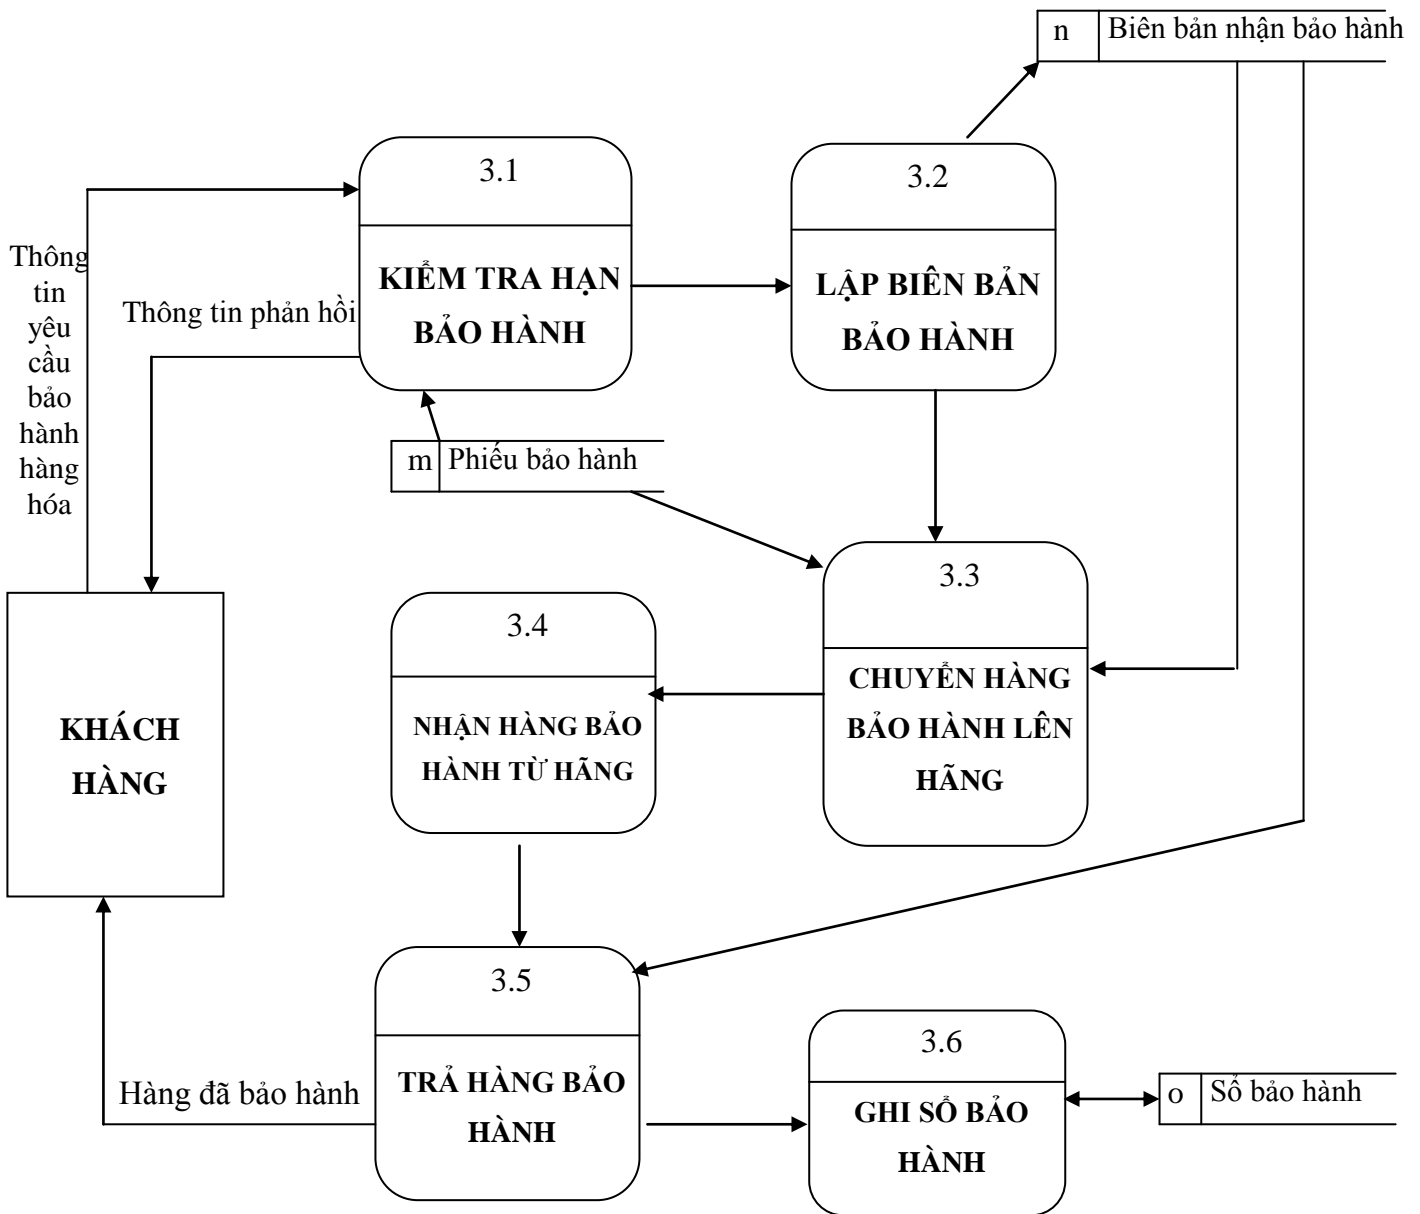 n
Biên bản nhận bảo hành
3.1
KIỂM TRA HẠN
BẢO HÀNH
3.2
LẬP BIÊN BẢN
BẢO HÀNH
Thông
tin
yêu
cầu
bảo
hành
hàng
hóa
Thông tin phản hồi
m
Phiếu bảo hành
3.3
CHUYỂN HÀNG
BẢO HÀNH LÊN
HÃNG
3.4
NHẬN HÀNG BẢO
HÀNH TỪ HÃNG
KHÁCH
HÀNG
3.5
TRẢ HÀNG BẢO
HÀNH
Hàng đã bảo hành
3.6
GHI SỔ BẢO
HÀNH
o
Sổ bảo hành